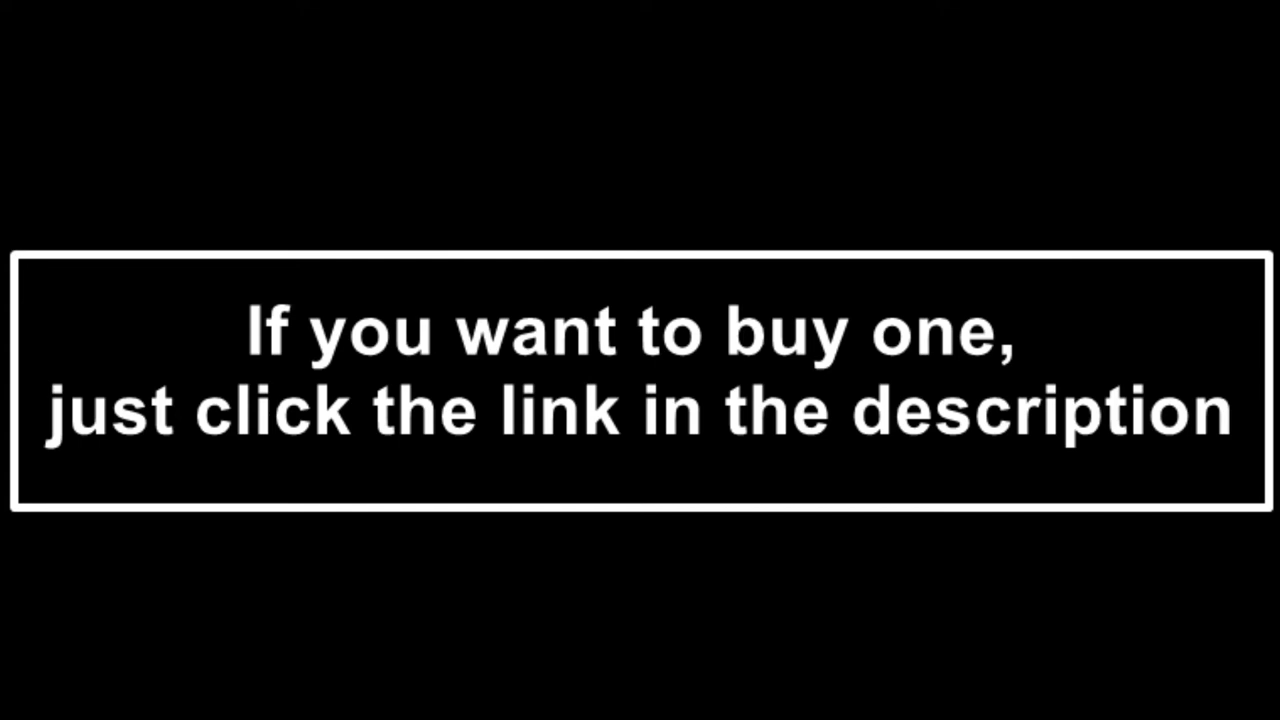 If you want to buy one,
just click the link in the description